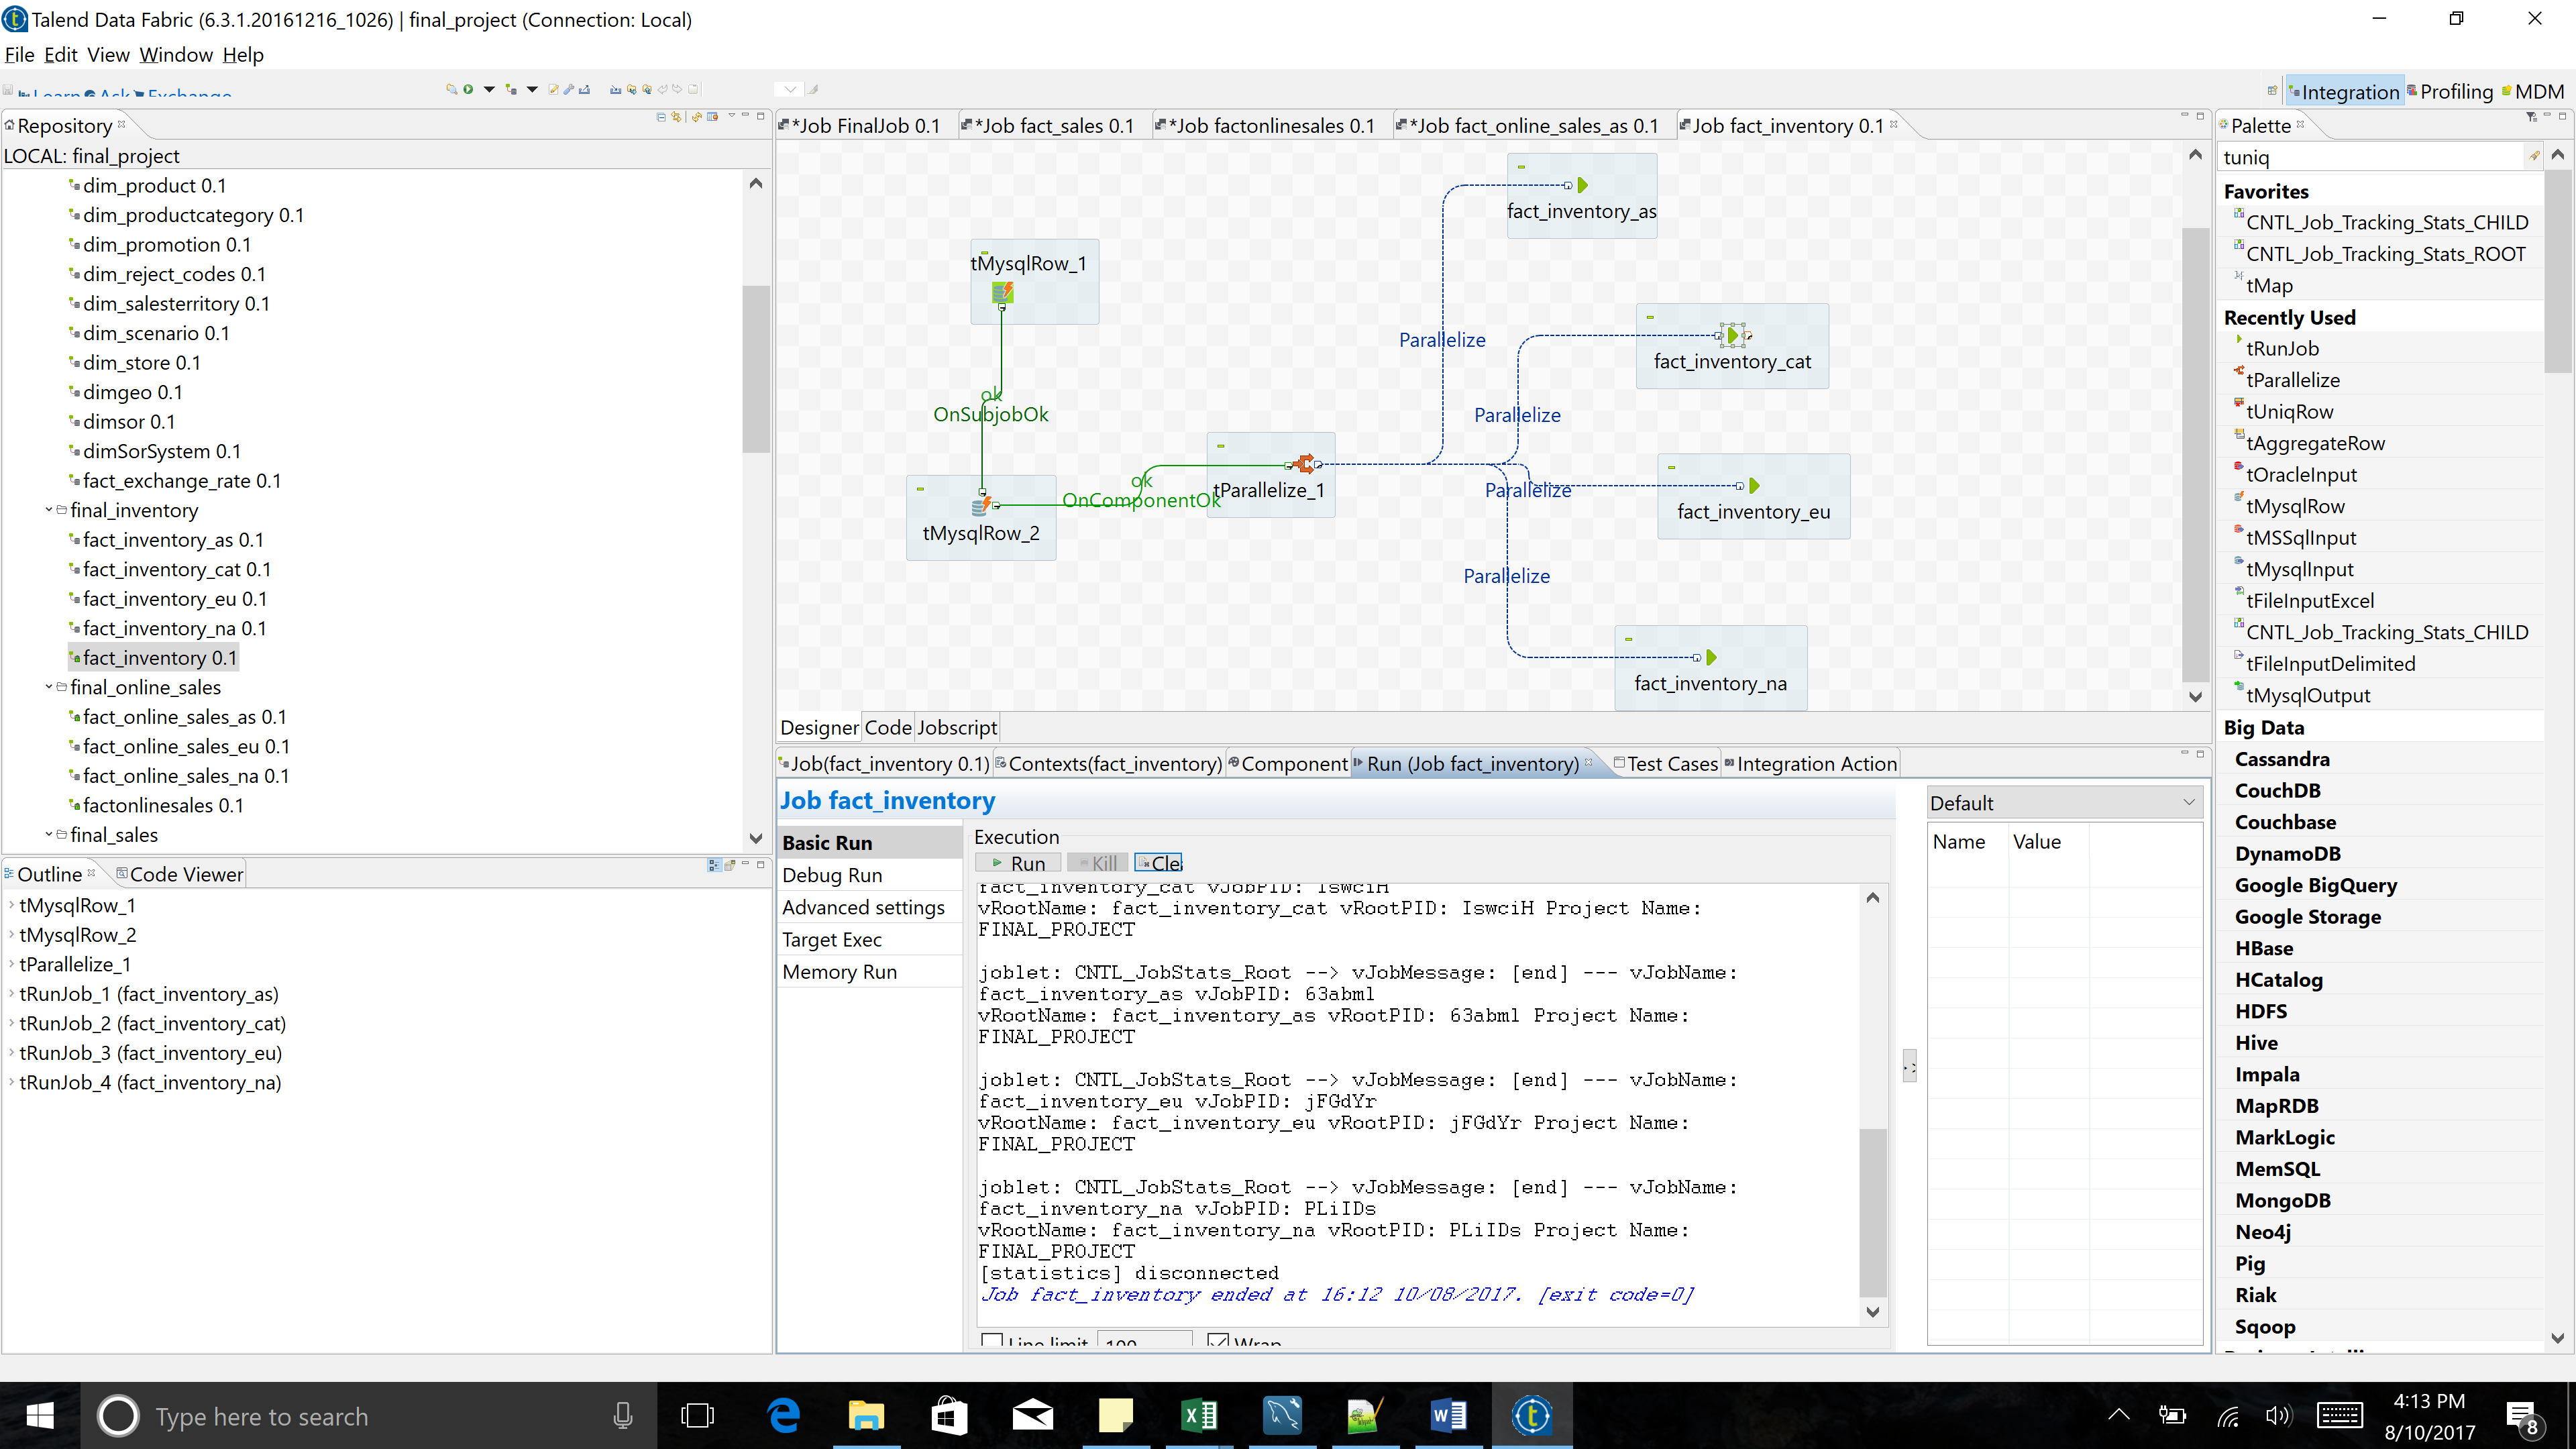 Talend Data Fabric (6.3.1.20161216_1026) | final_project (Connection: Local)
File Edit View Window Help
Learn Ask Exchange
Integration Profiling MDM
Repository
LOCAL: final_project
dim_product 0.1
dim_productcategory 0.1
dim_promotion 0.1
dim_reject_codes 0.1
dim_salesterritory 0.1
dim_scenario 0.1
dim_store 0.1
dimgeo 0.1
dimsor 0.1
dimSorSystem 0.1
fact_exchange_rate 0.1
final_inventory
fact_inventory_as 0.1
fact_inventory_cat 0.1
fact_inventory_eu 0.1
fact_inventory_na 0.1
fact_inventory 0.1
final_online_sales
fact_online_sales_as 0.1
fact_online_sales_eu 0.1
fact_online_sales_na 0.1
factonlinesales 0.1
final_sales
Outline Code Viewer
tMysqlRow_1
tMysqlRow_2
tParallelize_1
tRunJob_1 (fact_inventory_as)
tRunJob_2 (fact_inventory_cat)
tRunJob_3 (fact_inventory_eu)
tRunJob_4 (fact_inventory_na)
*Job FinalJob 0.1 *Job fact_sales 0.1 *Job factonlinesales 0.1 *Job fact_online_sales_as 0.1 Job fact_inventory 0.1
fact_inventory_as
tMysqlRow_1
Parallelize
fact_inventory_cat
ok
OnSubjobOk
Parallelize
ok
OnComponentOk
tParallelize_1
Parallelize
fact_inventory_eu
tMysqlRow_2
Parallelize
fact_inventory_na
Designer Code Jobscript
Job(fact_inventory 0.1) Contexts(fact_inventory) Component Run (Job fact_inventory) Test Cases Integration Action
Job fact_inventory
Basic Run
Debug Run
Advanced settings
Target Exec
Memory Run
Execution
Run Kill Clea
fact_inventory_cat vJobPID: IswciH
vRootName: fact_inventory_cat vRootPID: IswciH Project Name:
FINAL_PROJECT
joblet: CNTL_JobStats_Root --> vJobMessage: [end] --- vJobName:
fact_inventory_as vJobPID: 63abml
vRootName: fact_inventory_as vRootPID: 63abml Project Name:
FINAL_PROJECT
joblet: CNTL_JobStats_Root --> vJobMessage: [end] --- vJobName:
fact_inventory_eu vJobPID: jFGdYr
vRootName: fact_inventory_eu vRootPID: jFGdYr Project Name:
FINAL_PROJECT
joblet: CNTL_JobStats_Root --> vJobMessage: [end] --- vJobName:
fact_inventory_na vJobPID: PLiIDs
vRootName: fact_inventory_na vRootPID: PLiIDs Project Name:
FINAL_PROJECT
[statistics] disconnected
Job fact_inventory ended at 16:12 10/08/2017. [exit code=0]
Line limit 100 Wrap
Default
Name Value
Palette
tuniq
Favorites
CNTL_Job_Tracking_Stats_CHILD
CNTL_Job_Tracking_Stats_ROOT
tMap
Recently Used
tRunJob
tParallelize
tUniqRow
tAggregateRow
tOracleInput
tMysqlRow
tMSSqlInput
tMysqlInput
tFileInputExcel
CNTL_Job_Tracking_Stats_CHILD
tFileInputDelimited
tMysqlOutput
Big Data
Cassandra
CouchDB
Couchbase
DynamoDB
Google BigQuery
Google Storage
HBase
HCatalog
HDFS
Hive
Impala
MapRDB
MarkLogic
MemSQL
MongoDB
Neo4j
Pig
Riak
Sqoop
Type here to search
4:13 PM
8/10/2017
8